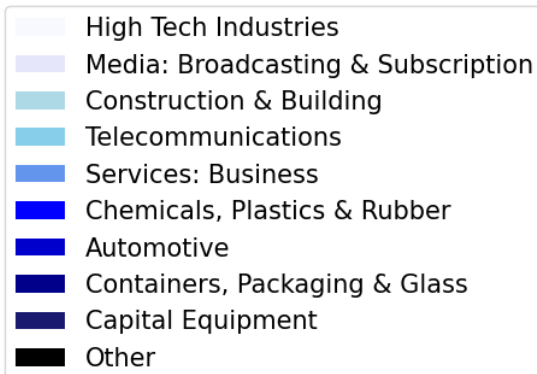 High Tech Industries
Media: Broadcasting & Subscription
Construction & Building
Telecommunications
Services: Business
Chemicals, Plastics & Rubber
Automotive
Containers, Packaging & Glass
Capital Equipment
Other